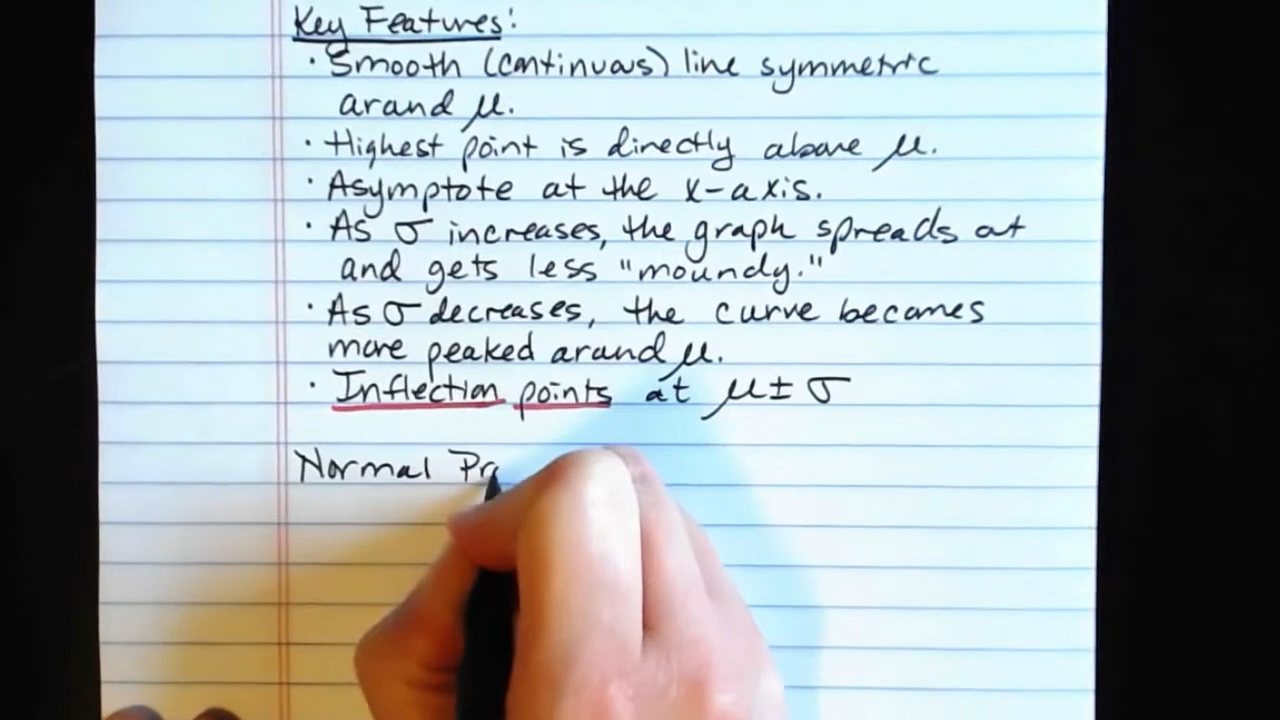 Key Features:
· Smooth (continuous) line symmetric
around μ.
· Highest point is directly above μ.
· Asymptote at the x-axis.
· As σ increases, the graph spreads out
and gets less "moundy."
· As σ decreases, the curve becomes
more peaked around μ.
· Inflection points at μ ± σ
Normal Pro